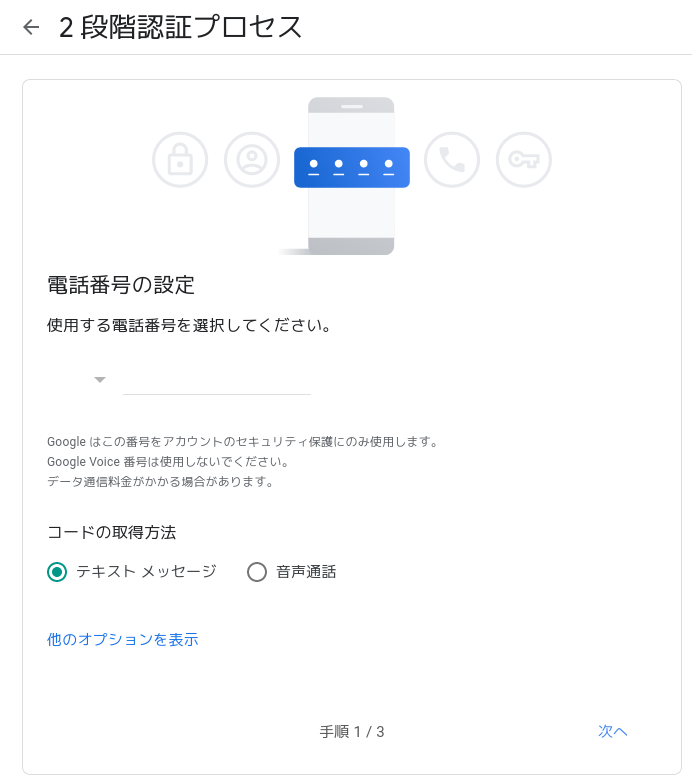 2 段階認証プロセス
電話番号の設定
使用する電話番号を選択してください。
Google はこの番号をアカウントのセキュリティ保護にのみ使用します。
Google Voice 番号は使用しないでください。
データ通信料金がかかる場合があります。
コードの取得方法
テキスト メッセージ 音声通話
他のオプションを表示
手順 1 / 3 次へ